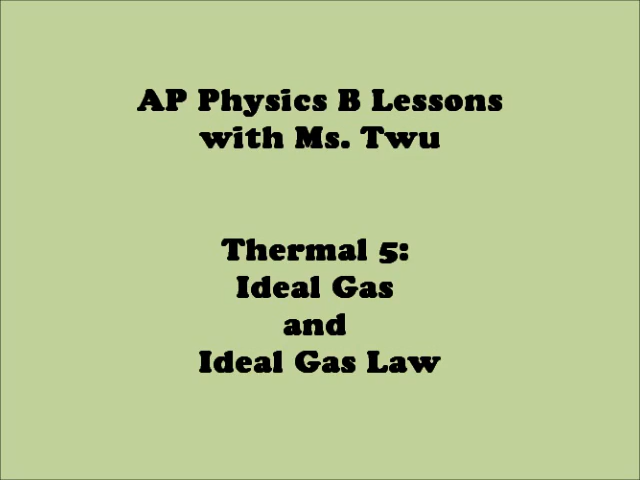 AP Physics B Lessons
with Ms. Twu
Thermal 5:
Ideal Gas
and
Ideal Gas Law